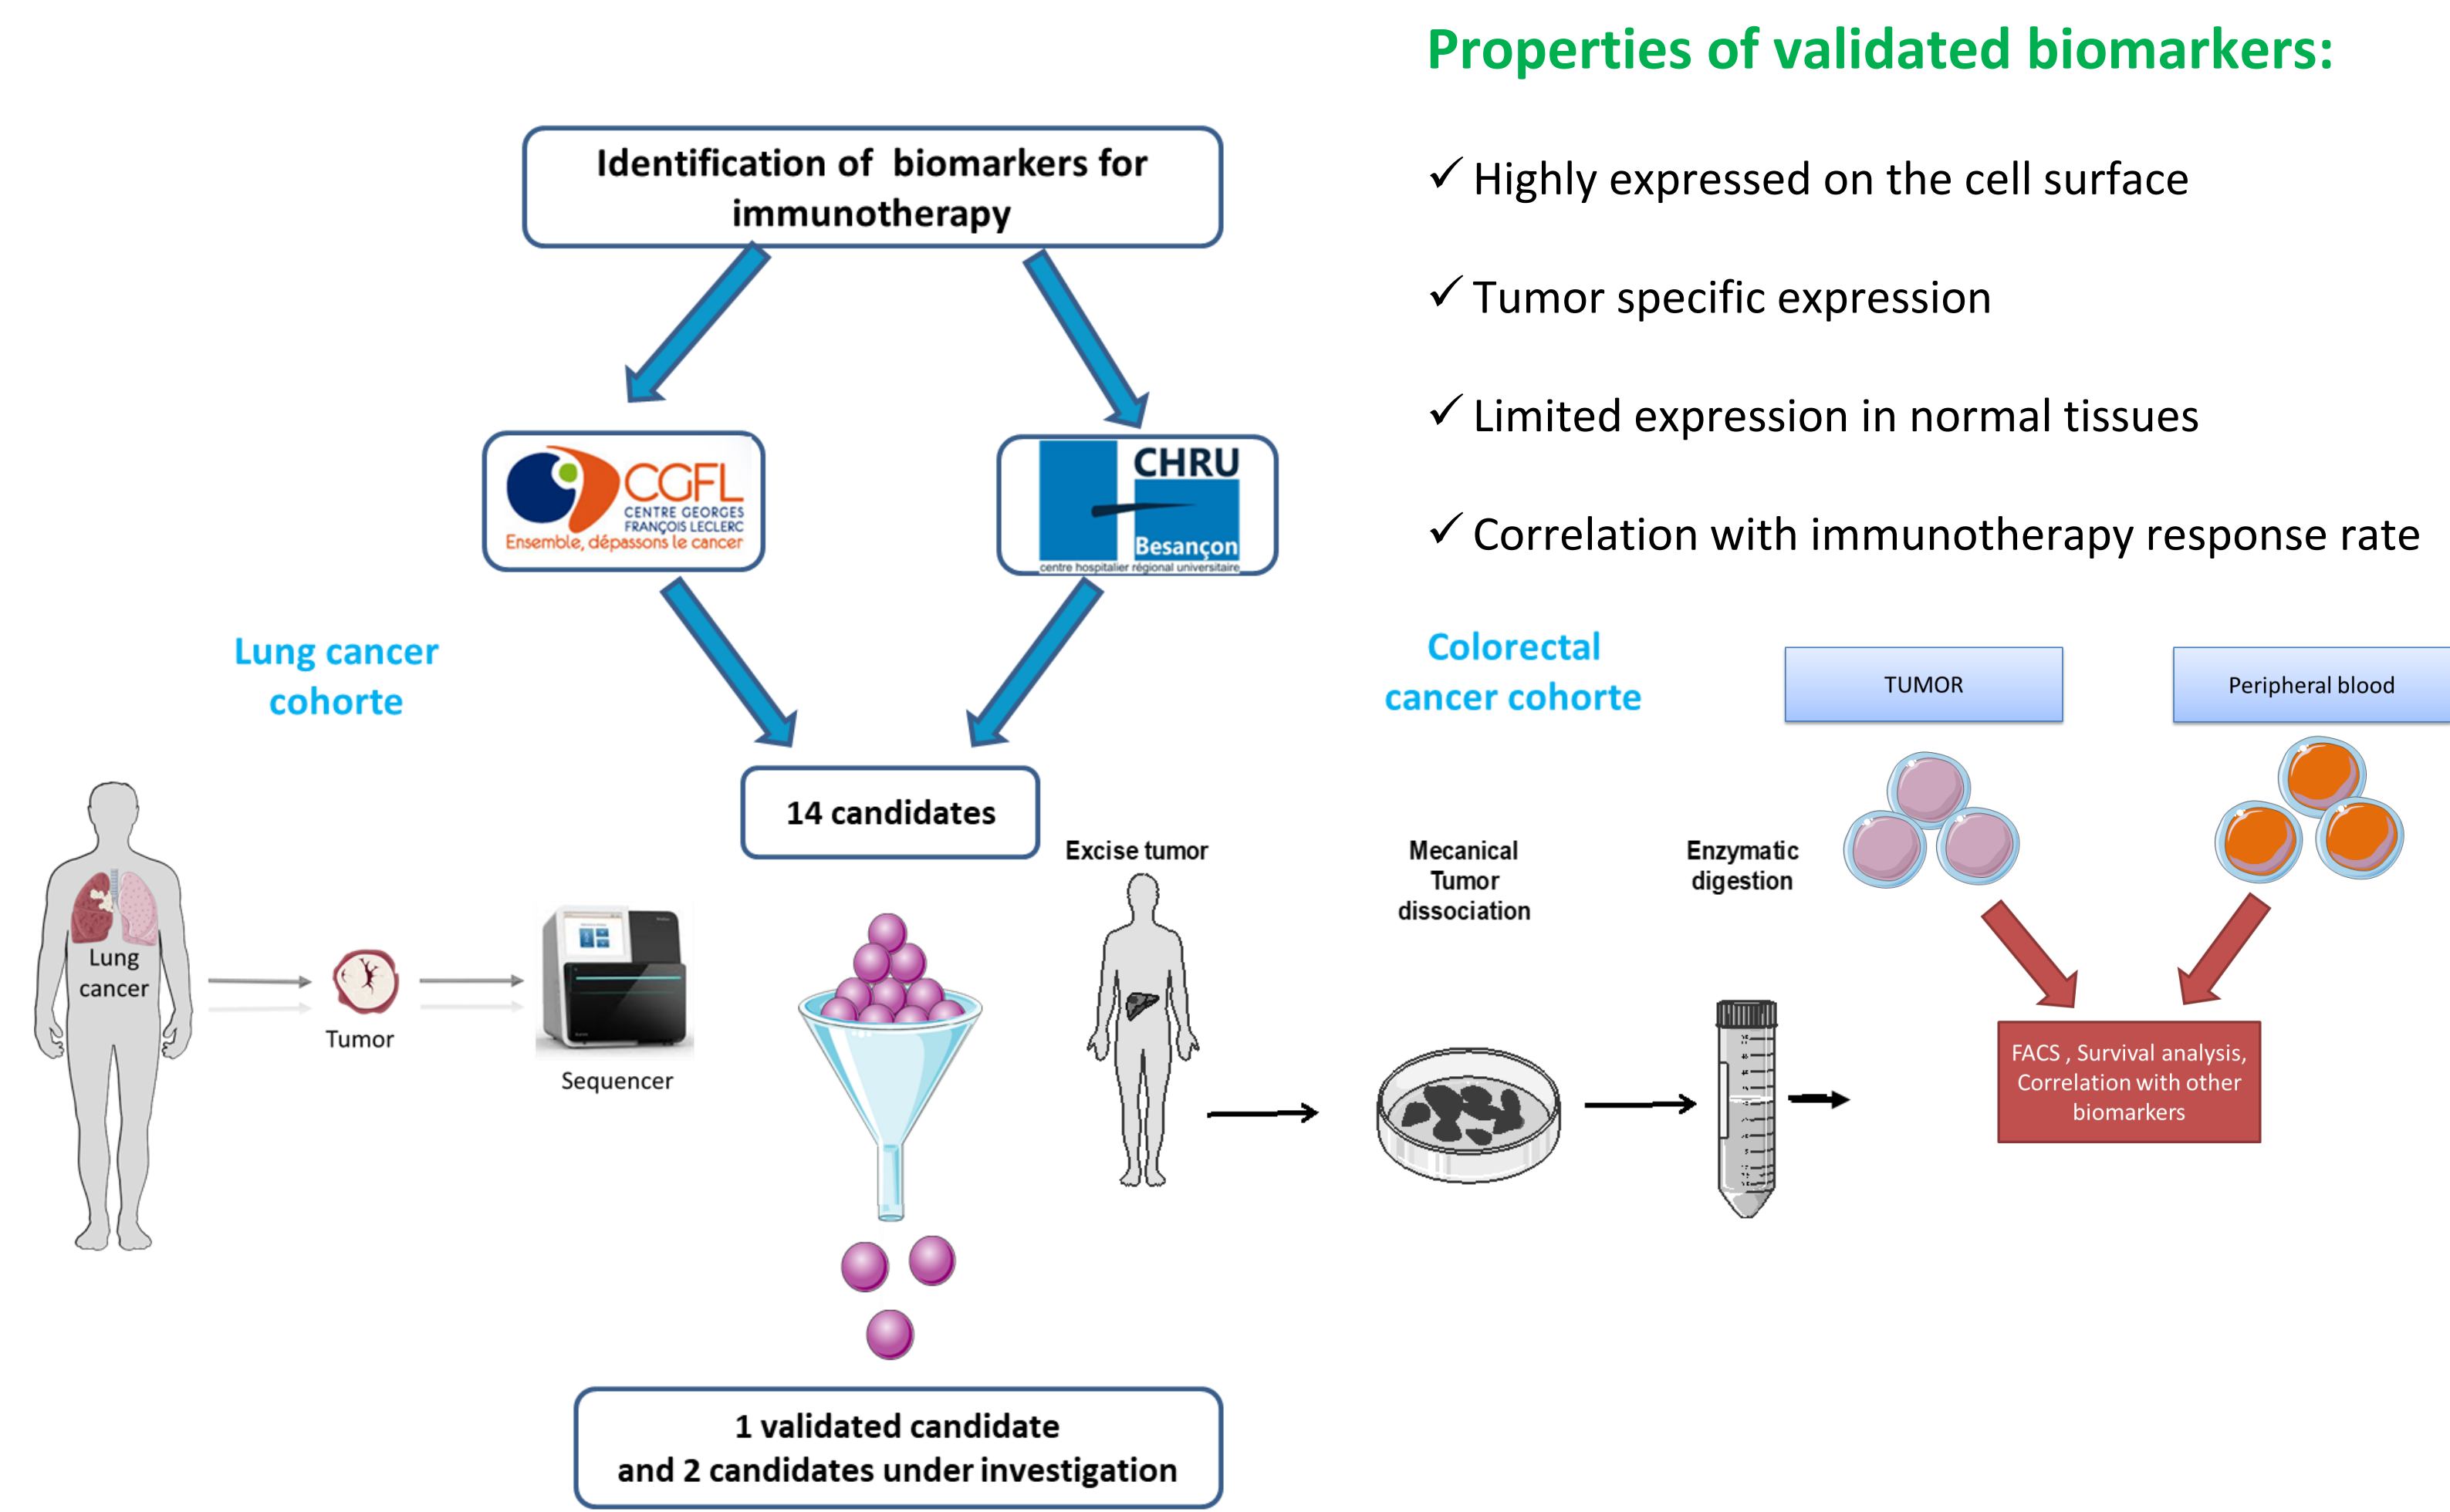 Properties of validated biomarkers:
✓ Highly expressed on the cell surface
✓ Tumor specific expression
✓ Limited expression in normal tissues
✓ Correlation with immunotherapy response rate
Identification of biomarkers for
immunotherapy
CGFL
CENTRE GEORGES
FRANÇOIS LECLERC
Ensemble, dépassons le cancer
CHRU
Besançon
centre hospitalier régional universitaire
Lung cancer
cohorte
14 candidates
Lung
cancer
Tumor
Sequencer
1 validated candidate
and 2 candidates under investigation
Colorectal
cancer cohorte
Excise tumor
Mecanical
Tumor
dissociation
Enzymatic
digestion
TUMOR
Peripheral blood
FACS , Survival analysis,
Correlation with other
biomarkers